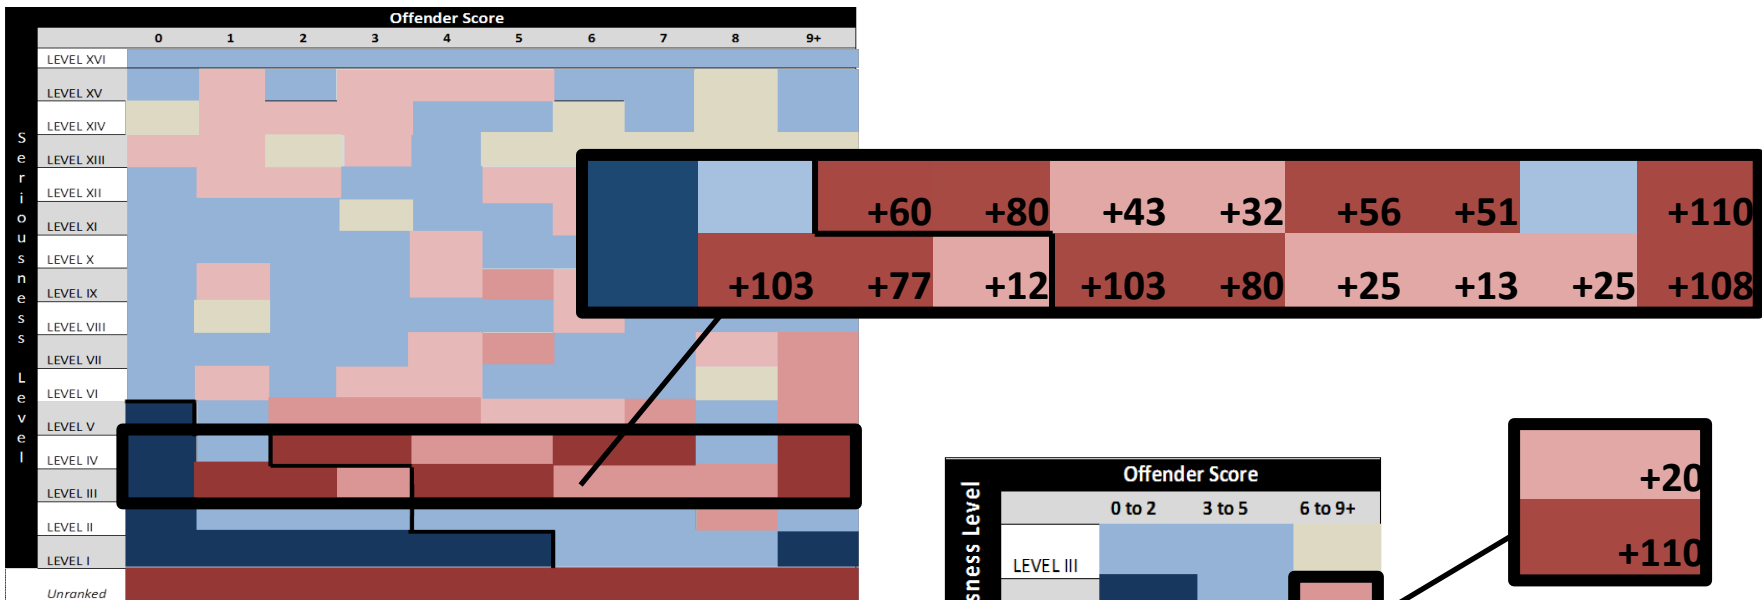 Offender Score
0 1 2 3 4 5 6 7 8 9+
Seriousness Level
LEVEL XVI
LEVEL XV
LEVEL XIV
LEVEL XIII
LEVEL XII
LEVEL XI
LEVEL X
LEVEL IX
LEVEL VIII
LEVEL VII
LEVEL VI
LEVEL V
LEVEL IV
LEVEL III
LEVEL II
LEVEL I
Unranked
+60 +80 +43 +32 +56 +51 +110
+103 +77 +12 +103 +80 +25 +13 +25 +108
Offender Score
0 to 2 3 to 5 6 to 9+
sness Level
LEVEL III
+20
+110